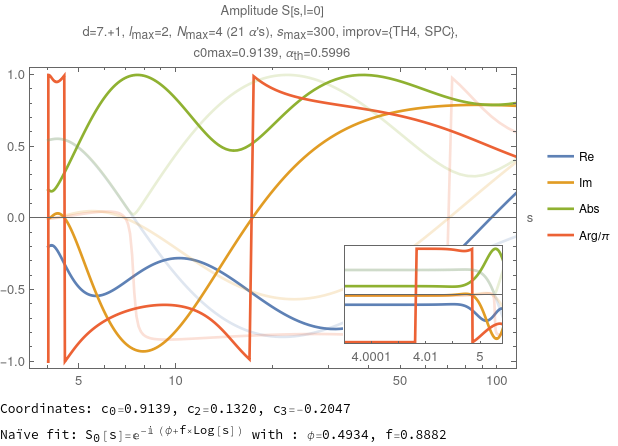 Amplitude S[s,l=0]
d=7.+1, lmax=2, Nmax=4 (21 α's), smax=300, improv={TH4, SPC},
c0max=0.9139, αth=0.5996
1.0
0.5
0.0
-0.5
-1.0
5
10
50
100
s
4.0001
4.01
5
Re
Im
Abs
Arg/π
Coordinates: c0=0.9139, c2=0.1320, c3=-0.2047
Naïve fit: S0[s]=e^-i (ϕ+f×Log[s]) with : ϕ=0.4934, f=0.8882